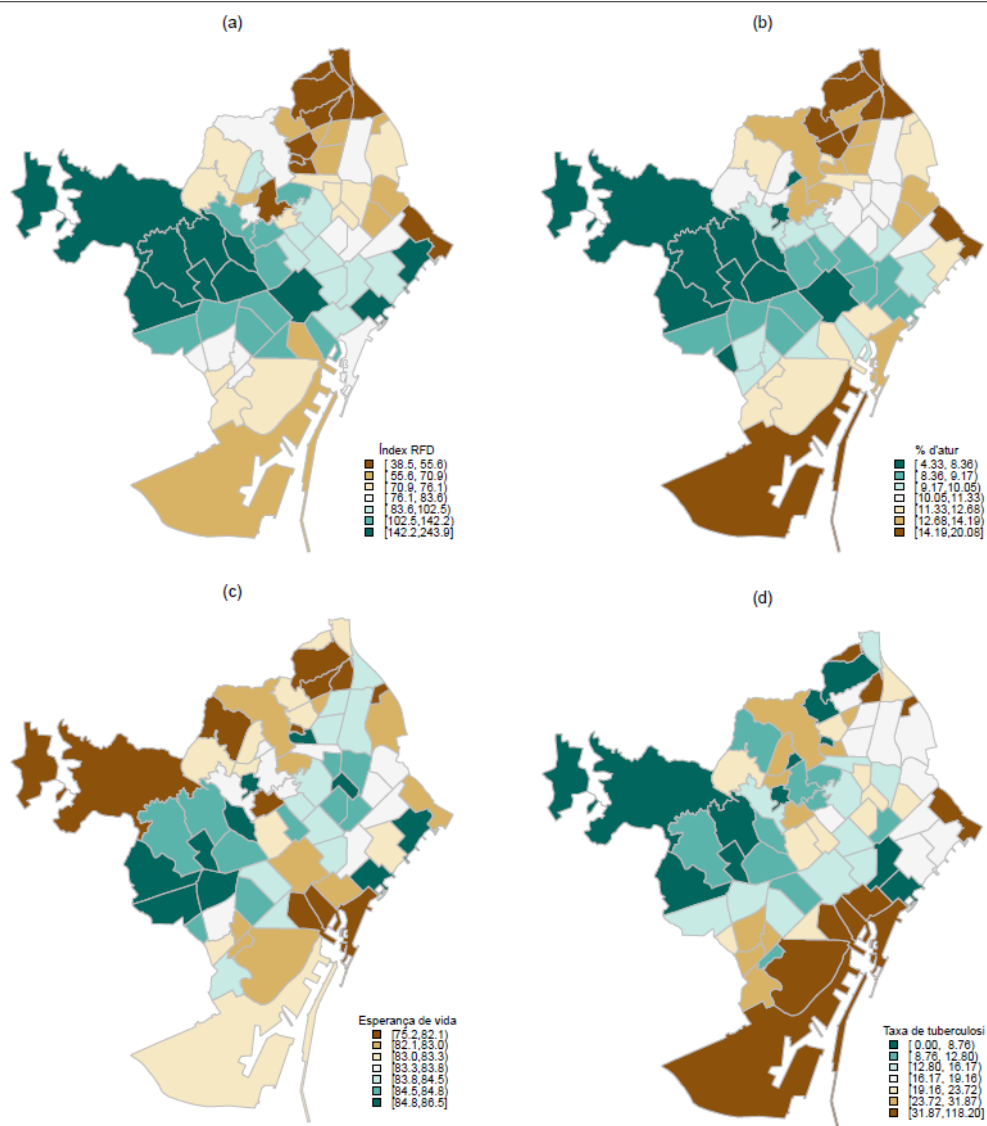 (a)
Índex RFD
[ 38.5, 55.6)
[ 55.6, 70.9)
[ 70.9, 76.1)
[ 76.1, 83.6)
[ 83.6,102.5)
[102.5,142.2)
[142.2,243.9]
(b)
% d'atur
[ 4.33, 8.36)
[ 8.36, 9.17)
[ 9.17,10.05)
[10.05,11.33)
[11.33,12.68)
[12.68,14.19)
[14.19,20.08]
(c)
Esperança de vida
[75.2,82.1)
[82.1,83.0)
[83.0,83.3)
[83.3,83.8)
[83.8,84.5)
[84.5,84.8)
[84.8,86.5]
(d)
Taxa de tuberculosi
[ 0.00, 8.76)
[ 8.76, 12.80)
[12.80, 16.17)
[16.17, 19.16)
[19.16, 23.72)
[23.72, 31.87)
[31.87,118.20]